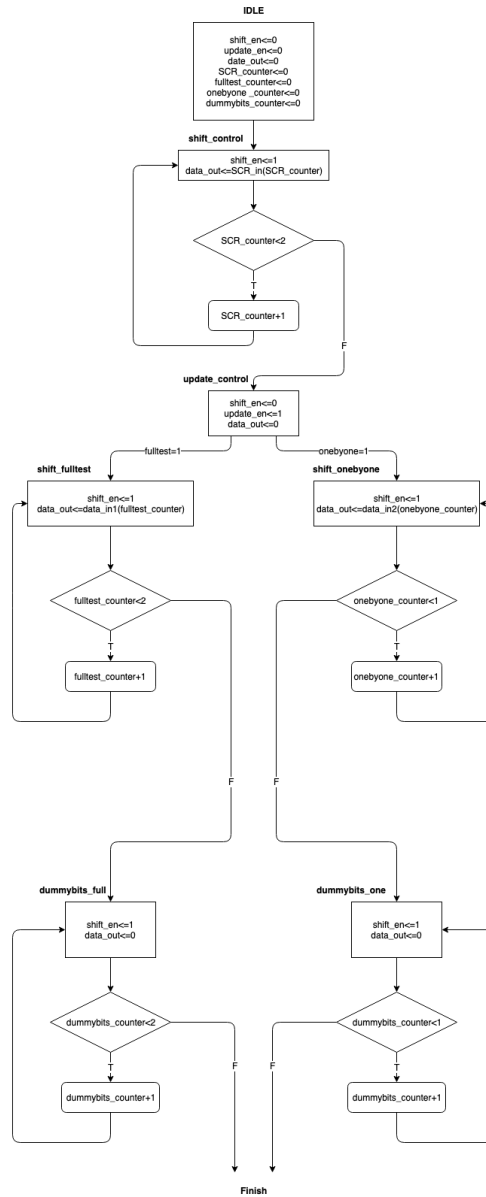 IDLE
shift_en<=0
update_en<=0
date_out<=0
SCR_counter<=0
fulltest_counter<=0
onebyone _counter<=0
dummybits_counter<=0
shift_control
shift_en<=1
data_out<=SCR_in(SCR_counter)
SCR_counter<2
T
SCR_counter+1
F
update_control
shift_en<=0
update_en<=1
data_out<=0
fulltest=1
onebyone=1
shift_fulltest
shift_en<=1
data_out<=data_in1(fulltest_counter)
fulltest_counter<2
T
fulltest_counter+1
F
shift_onebyone
shift_en<=1
data_out<=data_in2(onebyone_counter)
onebyone_counter<1
T
onebyone_counter+1
F
dummybits_full
shift_en<=1
data_out<=0
dummybits_counter<2
T
dummybits_counter+1
F
dummybits_one
shift_en<=1
data_out<=0
dummybits_counter<1
T
dummybits_counter+1
F
Finish